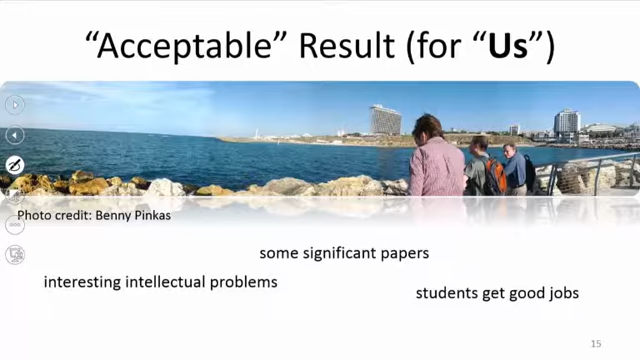 “Acceptable” Result (for “Us”)
Photo credit: Benny Pinkas
some significant papers
interesting intellectual problems
students get good jobs
15